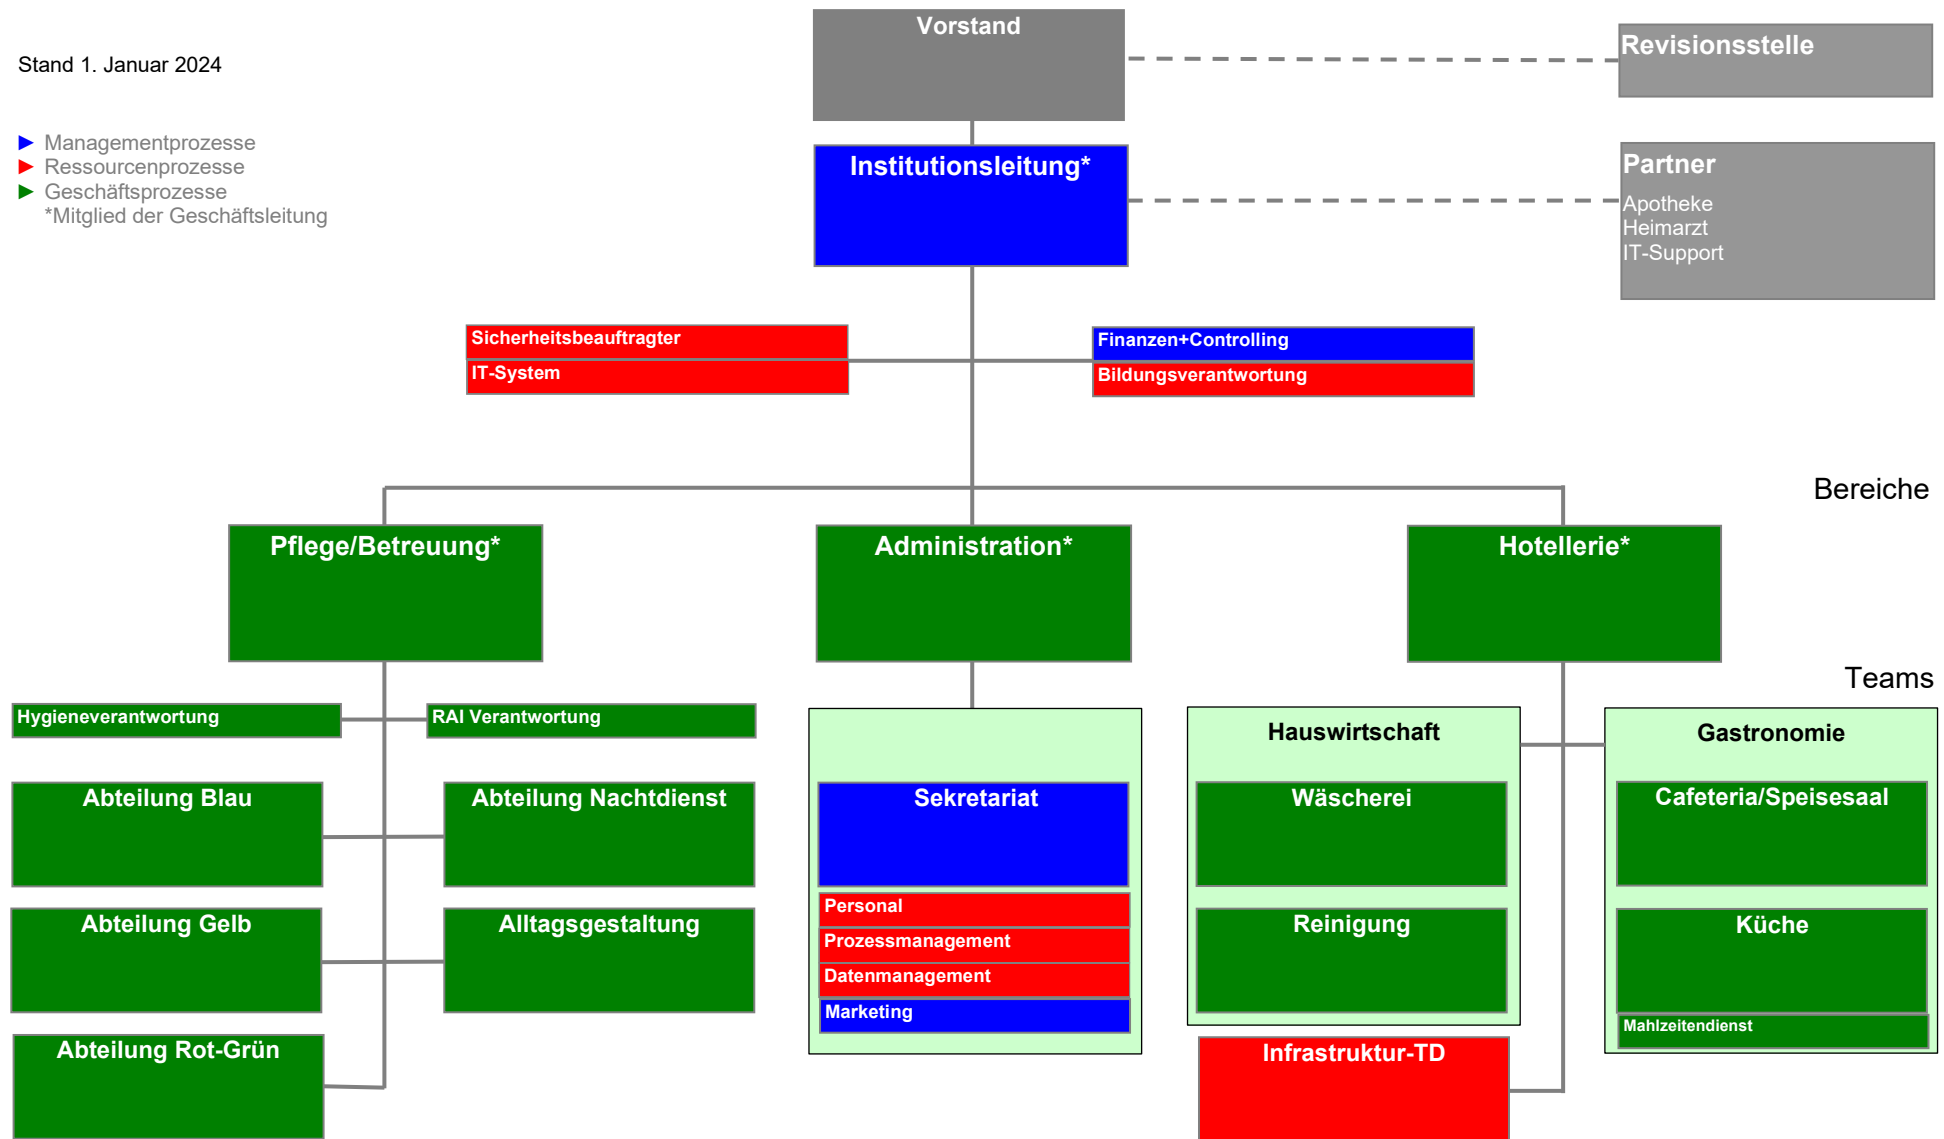 Vorstand
Revisionsstelle
Stand 1. Januar 2024
► Managementprozesse
► Ressourcenprozesse
► Geschäftsprozesse
*Mitglied der Geschäftsleitung
Institutionsleitung*
Partner
Apotheke
Heimarzt
IT-Support
Sicherheitsbeauftragter
IT-System
Finanzen+Controlling
Bildungsverantwortung
Bereiche
Pflege/Betreuung*
Administration*
Hotellerie*
Teams
Hygieneverantwortung
RAI Verantwortung
Abteilung Blau
Abteilung Nachtdienst
Abteilung Gelb
Alltagsgestaltung
Abteilung Rot-Grün
Sekretariat
Personal
Prozessmanagement
Datenmanagement
Marketing
Hauswirtschaft
Wäscherei
Reinigung
Infrastruktur-TD
Gastronomie
Cafeteria/Speisesaal
Küche
Mahlzeitendienst